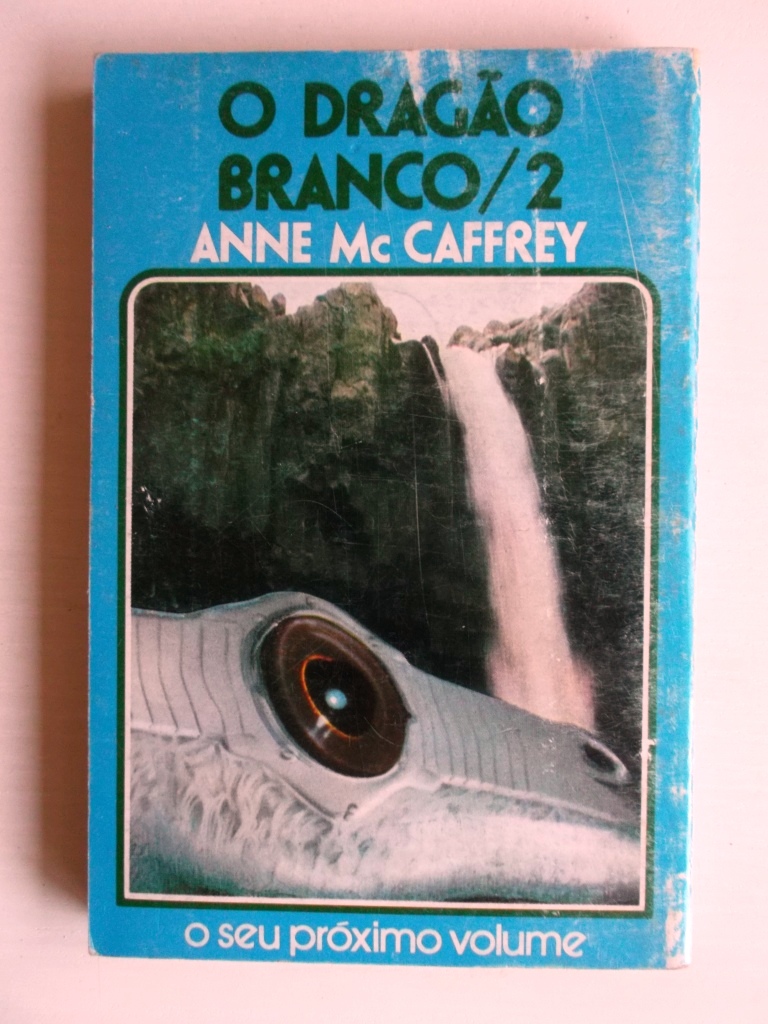 O DRAGÃO
BRANCO/2
ANNE Mc CAFFREY
o seu próximo volume